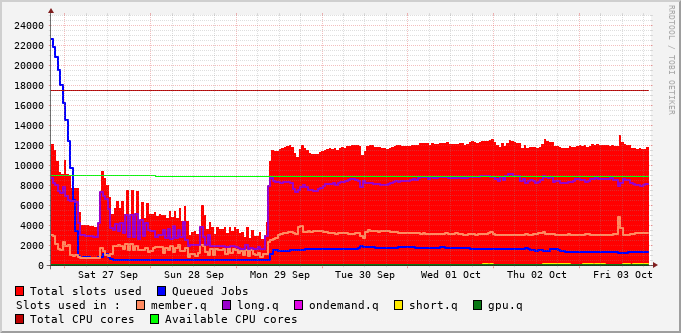 24000
22000
20000
18000
16000
14000
12000
10000
8000
6000
4000
2000
0
Sat 27 Sep Sun 28 Sep Mon 29 Sep Tue 30 Sep Wed 01 Oct Thu 02 Oct Fri 03 Oct
Total slots used Queued Jobs
Slots used in : member.q long.q ondemand.q short.q gpu.q
Total CPU cores Available CPU cores
RRDTOOL / TOBI OETIKER